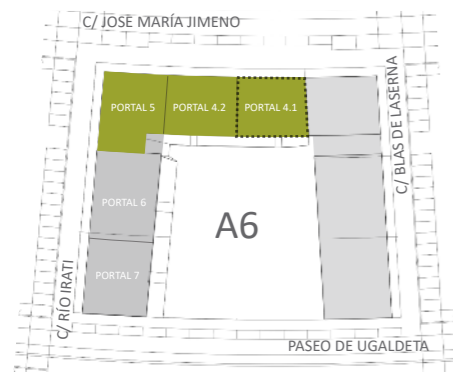 C/ JOSE MARÍA JIMENO
PORTAL 5
PORTAL 4.2
PORTAL 4.1
C/ BLAS DE LASERNA
PORTAL 6
A6
PORTAL 7
C/ RÍO IRATI
PASEO DE UGALDETA